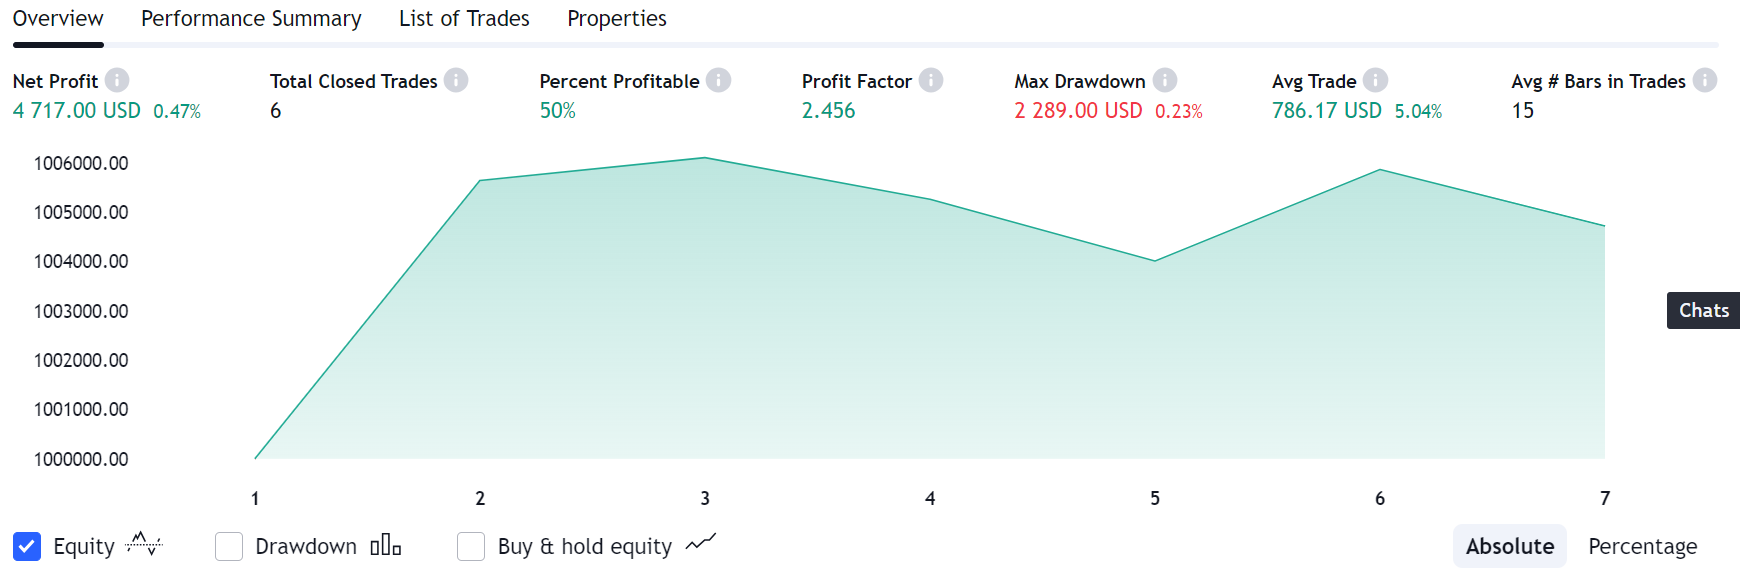 Overview Performance Summary List of Trades Properties
Net Profit Total Closed Trades Percent Profitable Profit Factor Max Drawdown Avg Trade Avg # Bars in Trades
4 717.00 USD 0.47% 6 50% 2.456 2 289.00 USD 0.23% 786.17 USD 5.04% 15
1006000.00
1005000.00
1004000.00
1003000.00
Chats
1002000.00
1001000.00
1000000.00
1 2 3 4 5 6 7
Equity Drawdown Buy & hold equity Absolute Percentage